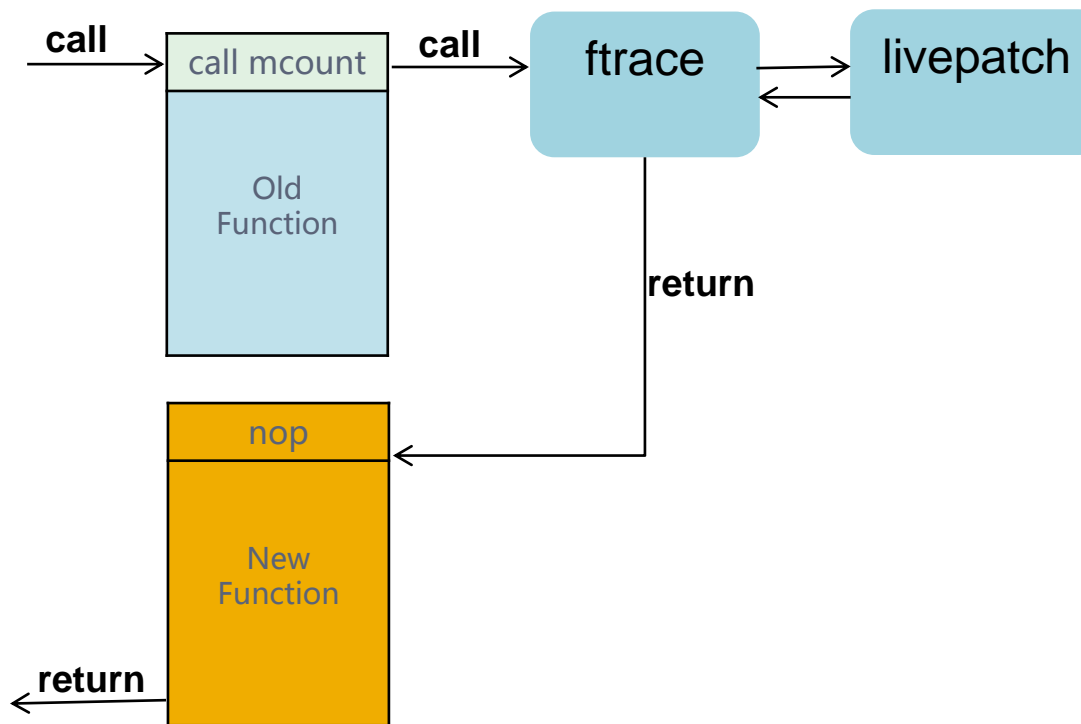 call
call mcount
call
ftrace
livepatch
Old
Function
return
nop
New
Function
return